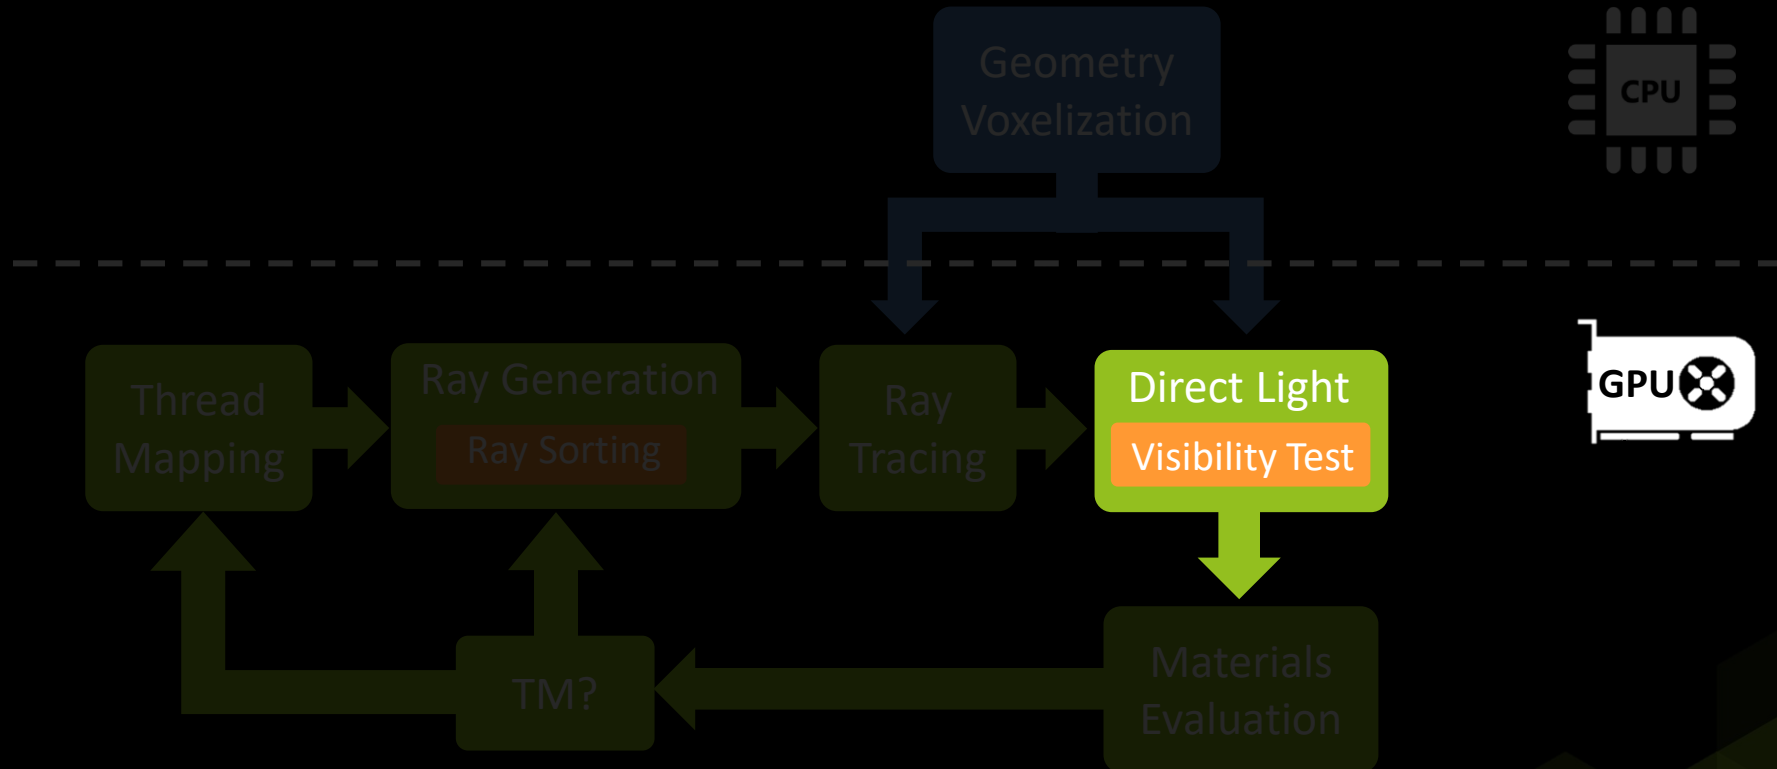 Geometry
Voxelization
CPU
Thread
Mapping
Ray Generation
Ray Sorting
Ray
Tracing
Direct Light
Visibility Test
GPU
TM?
Materials
Evaluation